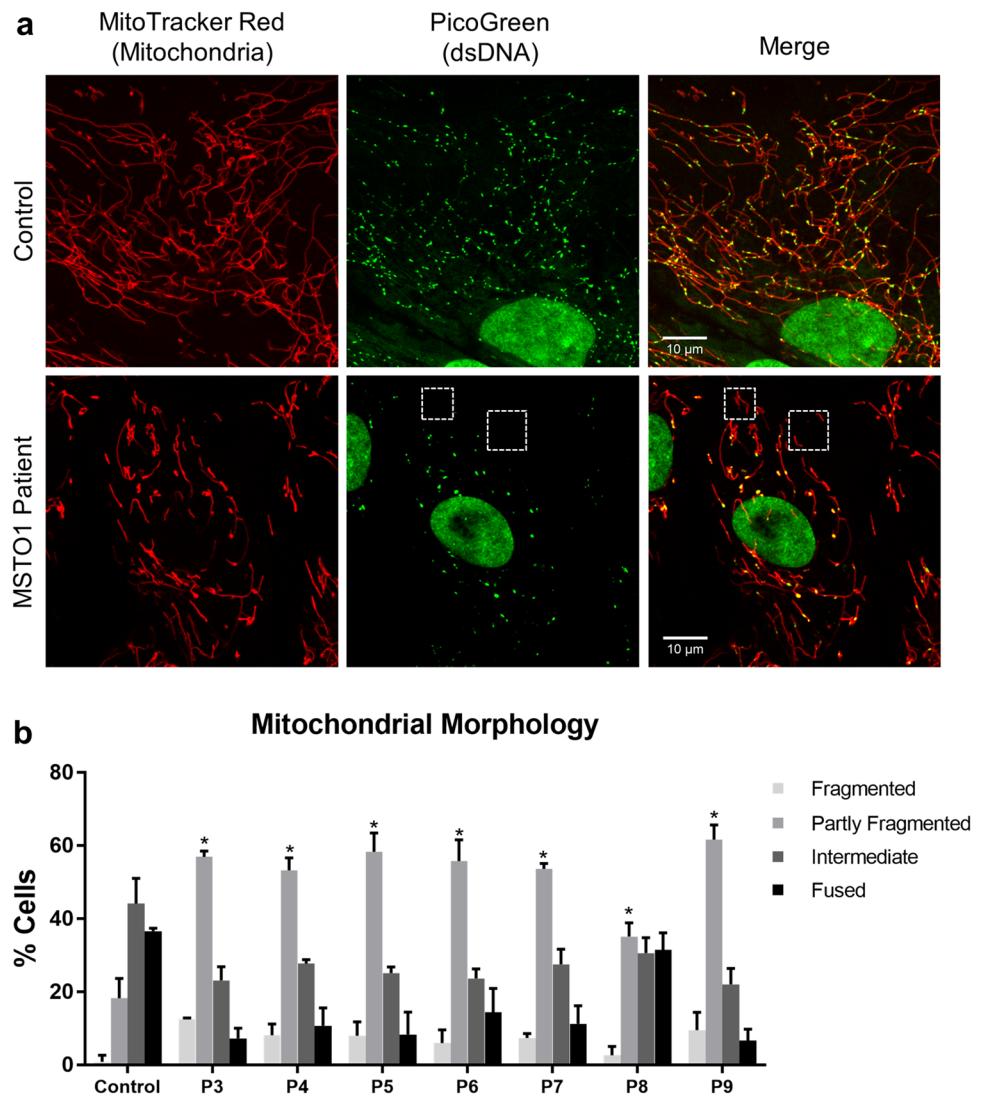 a
MitoTracker Red
(Mitochondria)
PicoGreen
(dsDNA)
Merge
Control
10 µm
MSTO1 Patient
10 µm
b
Mitochondrial Morphology
% Cells
80
60
40
20
0
* * * * * * *
Control P3 P4 P5 P6 P7 P8 P9
Fragmented
Partly Fragmented
Intermediate
Fused